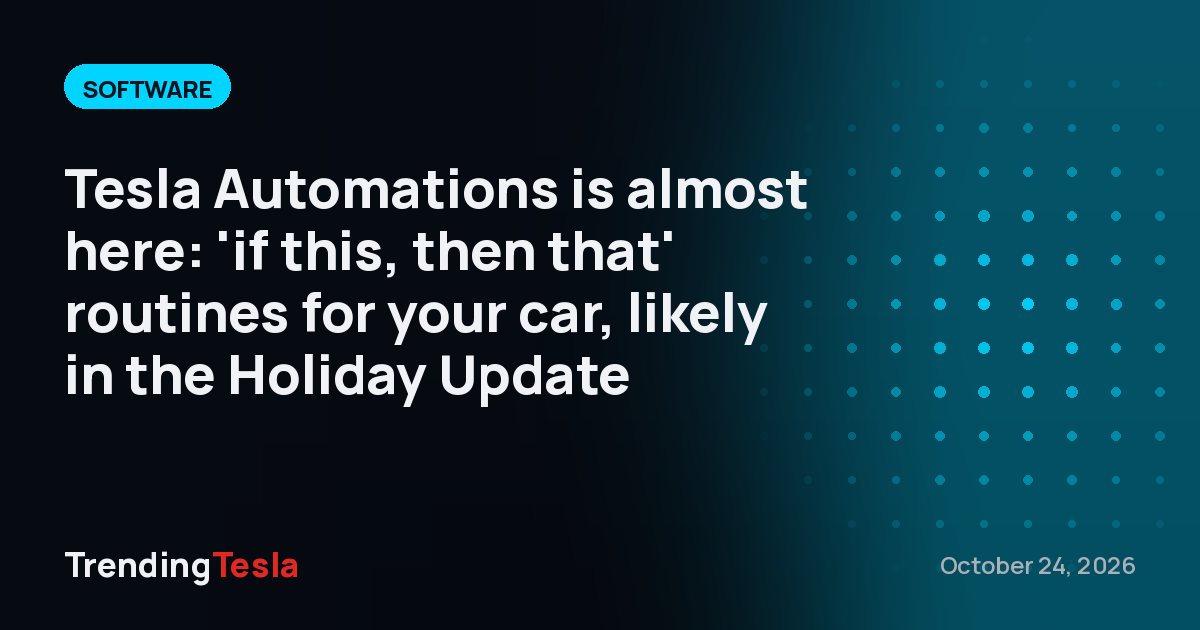 SOFTWARE
Tesla Automations is almost
here: 'if this, then that'
routines for your car, likely
in the Holiday Update
TrendingTesla
October 24, 2026